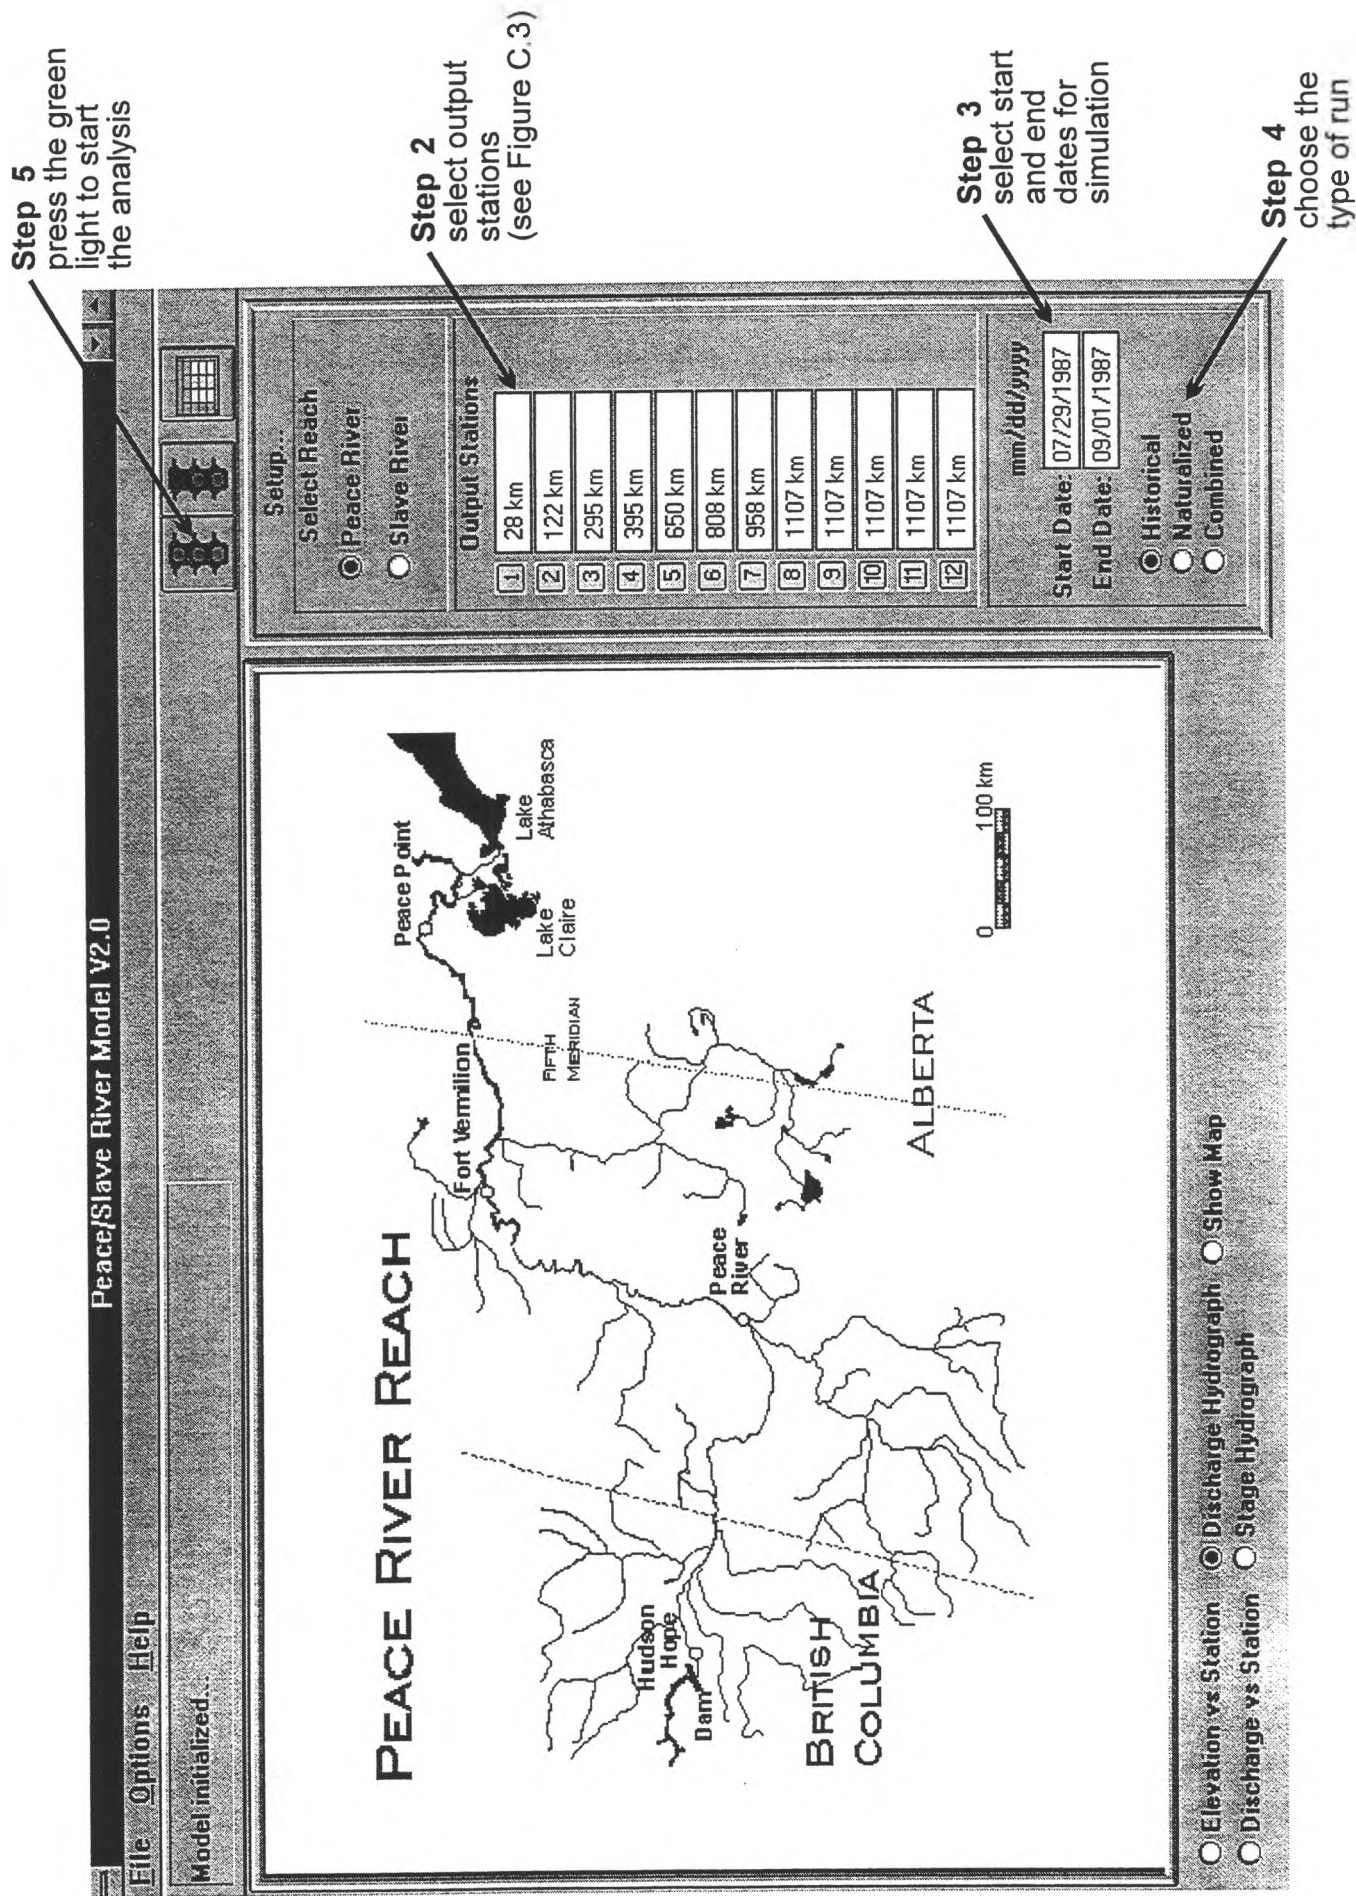 Step 5
press the green
light to start
the analysis
Peace/Slave River Model V2.0
File Options Help
Model initialized...
PEACE RIVER REACH
Peace Point
Fort Vermilion
Lake
Athabasca
Lake
Claire
FIFTH
MERIDIAN
Peace
River
Hudson
Hope
Dam
BRITISH
COLUMBIA
ALBERTA
0 100 km
Setup...
Select Reach
Peace River
Slave River
Output Stations
1 28 km
2 122 km
3 295 km
4 395 km
5 650 km
6 808 km
7 958 km
8 1107 km
9 1107 km
10 1107 km
11 1107 km
12 1107 km
mm/dd/yyyy
Start Date: 07/29/1987
End Date: 09/01/1987
Historical
Naturalized
Combined
Elevation vs Station Discharge Hydrograph Show Map
Discharge vs Station Stage Hydrograph
Step 2
select output
stations
(see Figure C.3)
Step 3
select start
and end
dates for
simulation
Step 4
choose the
type of run